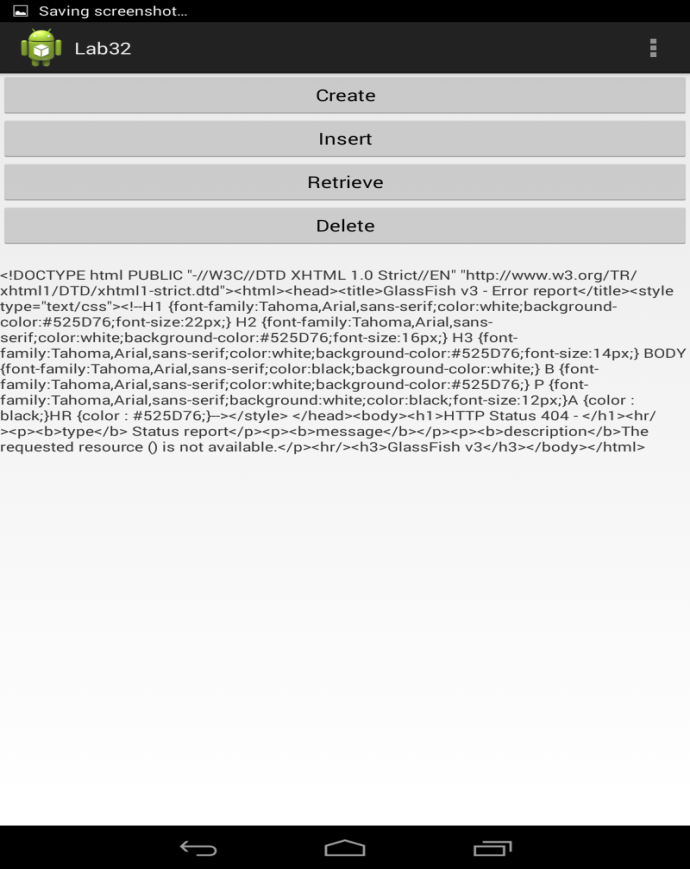 Saving screenshot...
Lab32
Create
Insert
Retrieve
Delete
<!DOCTYPE html PUBLIC "-//W3C//DTD XHTML 1.0 Strict//EN" "http://www.w3.org/TR/
xhtml1/DTD/xhtml1-strict.dtd"><html><head><title>GlassFish v3 - Error report</title><style
type="text/css"><!--H1 {font-family:Tahoma,Arial,sans-serif;color:white;background-
color:#525D76;font-size:22px;} H2 {font-family:Tahoma,Arial,sans-
serif;color:white;background-color:#525D76;font-size:16px;} H3 {font-
family:Tahoma,Arial,sans-serif;color:white;background-color:#525D76;font-size:14px;} BODY
{font-family:Tahoma,Arial,sans-serif;color:black;background-color:white;} B {font-
family:Tahoma,Arial,sans-serif;color:white;background-color:#525D76;} P {font-
family:Tahoma,Arial,sans-serif;background:white;color:black;font-size:12px;}A {color :
black;}HR {color : #525D76;}--></style> </head><body><h1>HTTP Status 404 - </h1><hr/
><p><b>type</b> Status report</p><p><b>message</b></p><p><b>description</b>The
requested resource () is not available.</p><hr/><h3>GlassFish v3</h3></body></html>